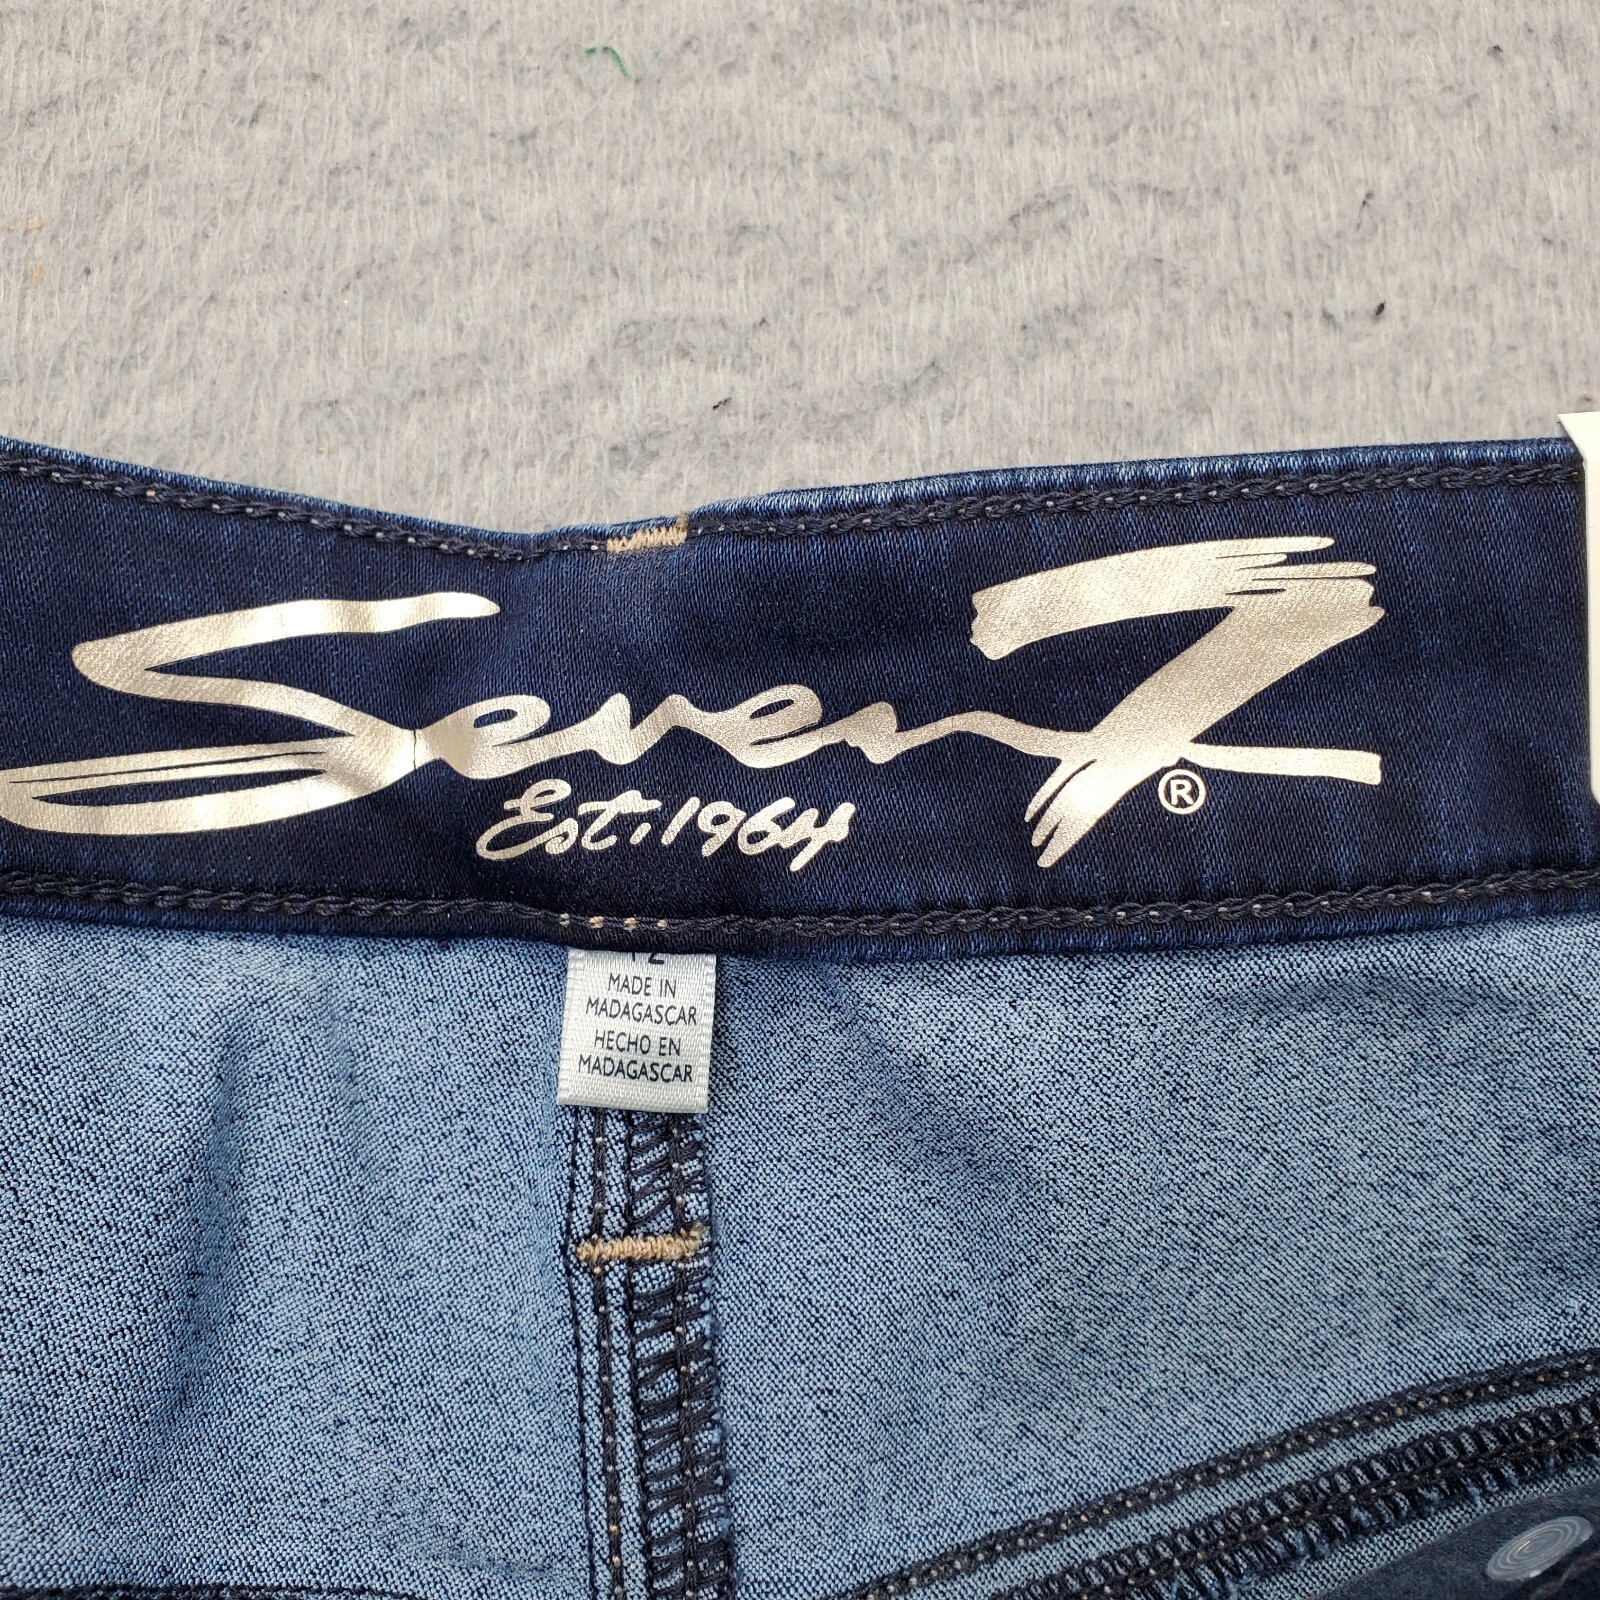 Seven7®
Est. 1964
MADE IN
MADAGASCAR
HECHO EN
MADAGASCAR